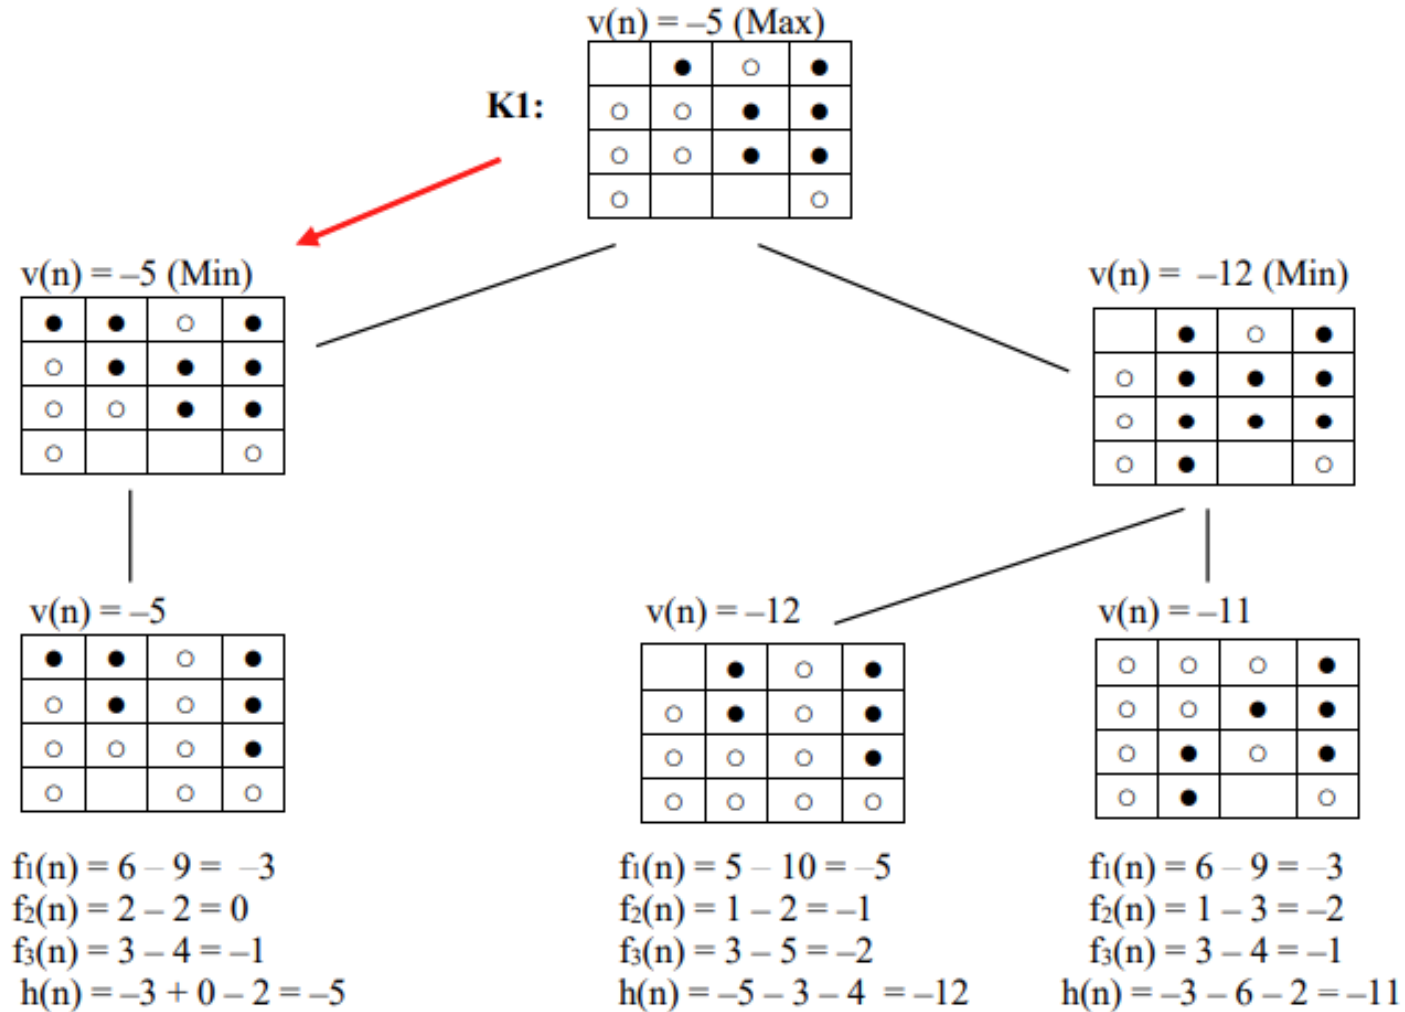 v(n) = –5 (Max)
K1:
v(n) = –5 (Min)
v(n) = –12 (Min)
v(n) = –5
v(n) = –12
v(n) = –11
f₁(n) = 6 – 9 = –3
f₂(n) = 2 – 2 = 0
f₃(n) = 3 – 4 = –1
h(n) = –3 + 0 – 2 = –5
f₁(n) = 5 – 10 = –5
f₂(n) = 1 – 2 = –1
f₃(n) = 3 – 5 = –2
h(n) = –5 – 3 – 4 = –12
f₁(n) = 6 – 9 = –3
f₂(n) = 1 – 3 = –2
f₃(n) = 3 – 4 = –1
h(n) = –3 – 6 – 2 = –11